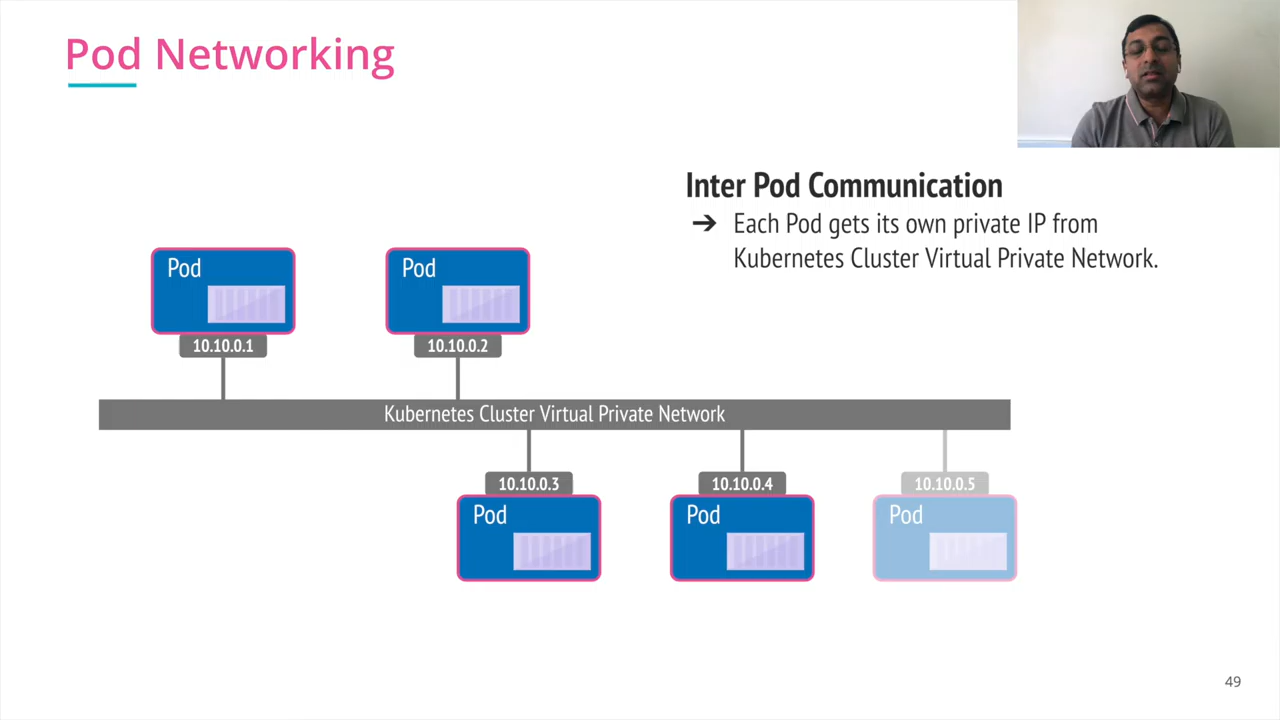 Pod Networking
Inter Pod Communication
➔ Each Pod gets its own private IP from
Kubernetes Cluster Virtual Private Network.
Pod
Pod
10.10.0.1
10.10.0.2
Kubernetes Cluster Virtual Private Network
10.10.0.3
10.10.0.4
10.10.0.5
Pod
Pod
Pod
49